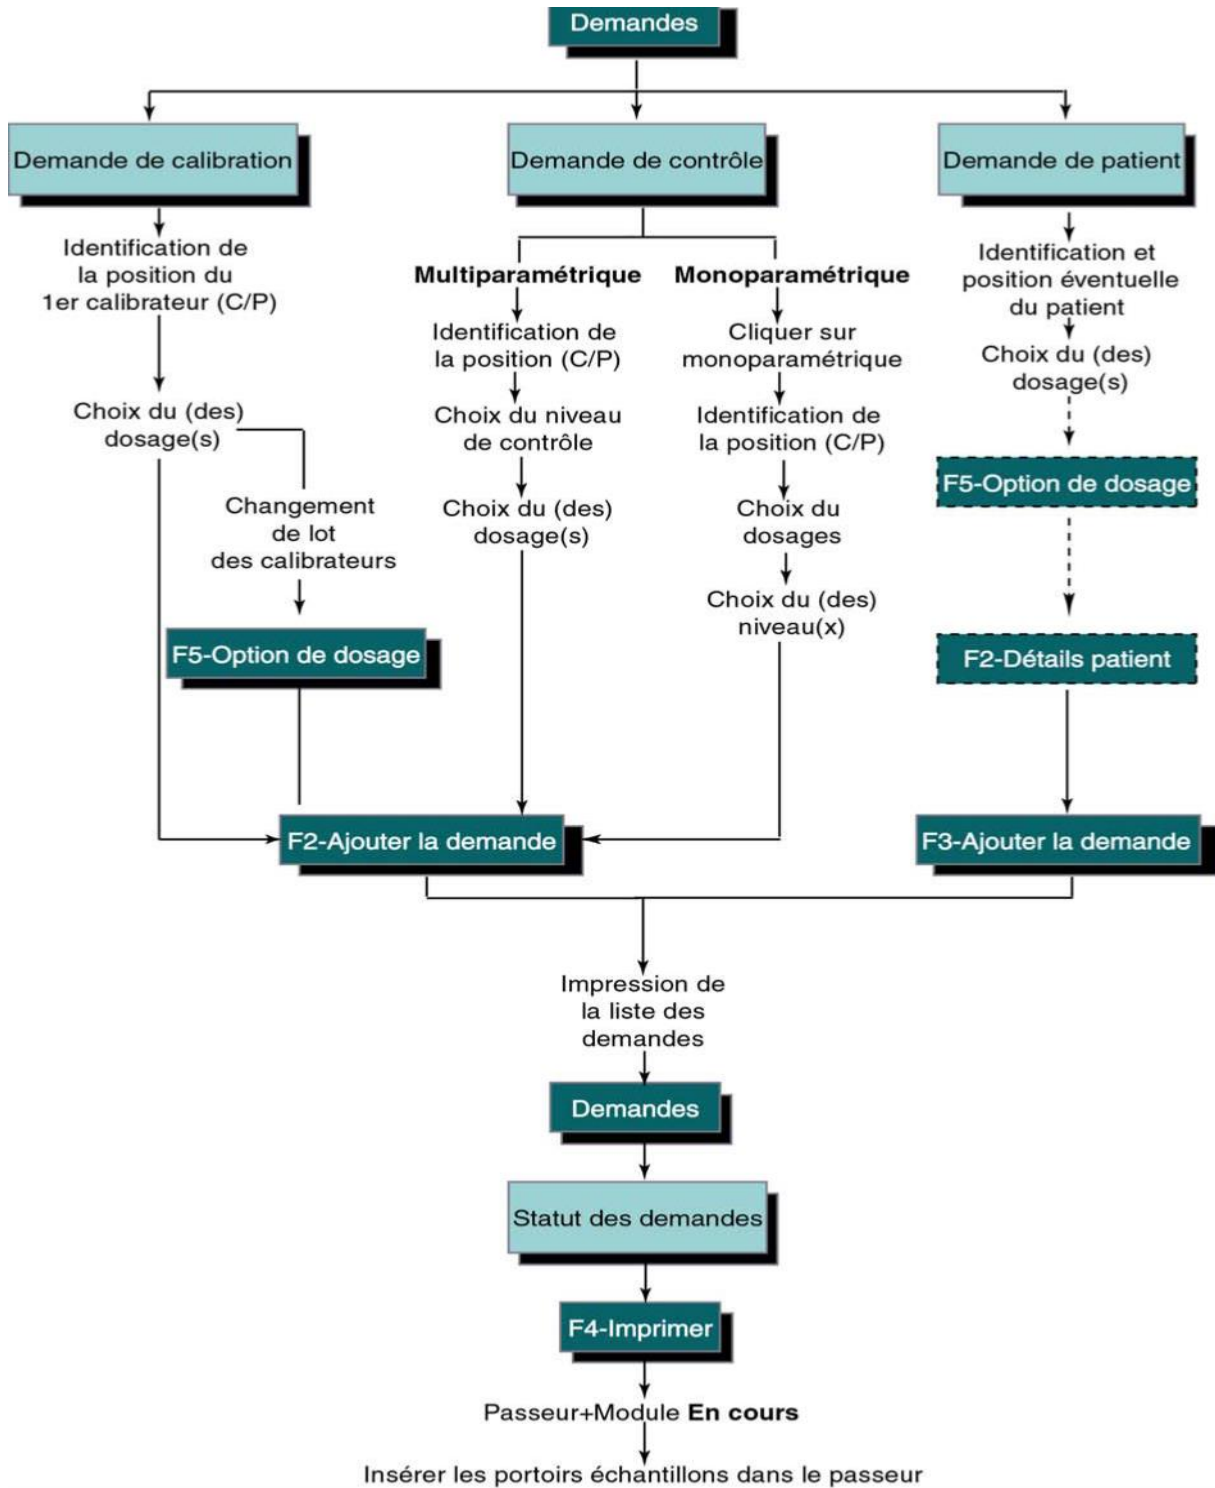 Demandes
Demande de calibration
Demande de contrôle
Demande de patient
Identification de
la position du
1er calibrateur (C/P)
Choix du (des)
dosage(s)
Changement
de lot
des calibrateurs
F5-Option de dosage
Multiparamétrique
Identification de
la position (C/P)
Choix du niveau
de contrôle
Choix du (des)
dosage(s)
Monoparamétrique
Cliquer sur
monoparamétrique
Identification de
la position (C/P)
Choix du
dosages
Choix du (des)
niveau(x)
F2-Ajouter la demande
Identification et
position éventuelle
du patient
Choix du (des)
dosage(s)
F5-Option de dosage
F2-Détails patient
F3-Ajouter la demande
Impression de
la liste des
demandes
Demandes
Statut des demandes
F4-Imprimer
Passeur+Module En cours
Insérer les portoirs échantillons dans le passeur